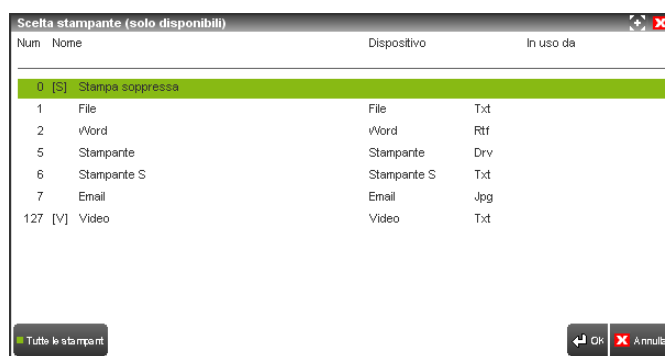 Scelta stampante (solo disponibili)
Num Nome Dispositivo In uso da
0 [S] Stampa soppressa
1 File File Txt
2 Word Word Rtf
5 Stampante Stampante Drv
6 Stampante S Stampante S Txt
7 Email Email Jpg
127 [V] Video Video Txt
Tutte le stampant Ok Annulla